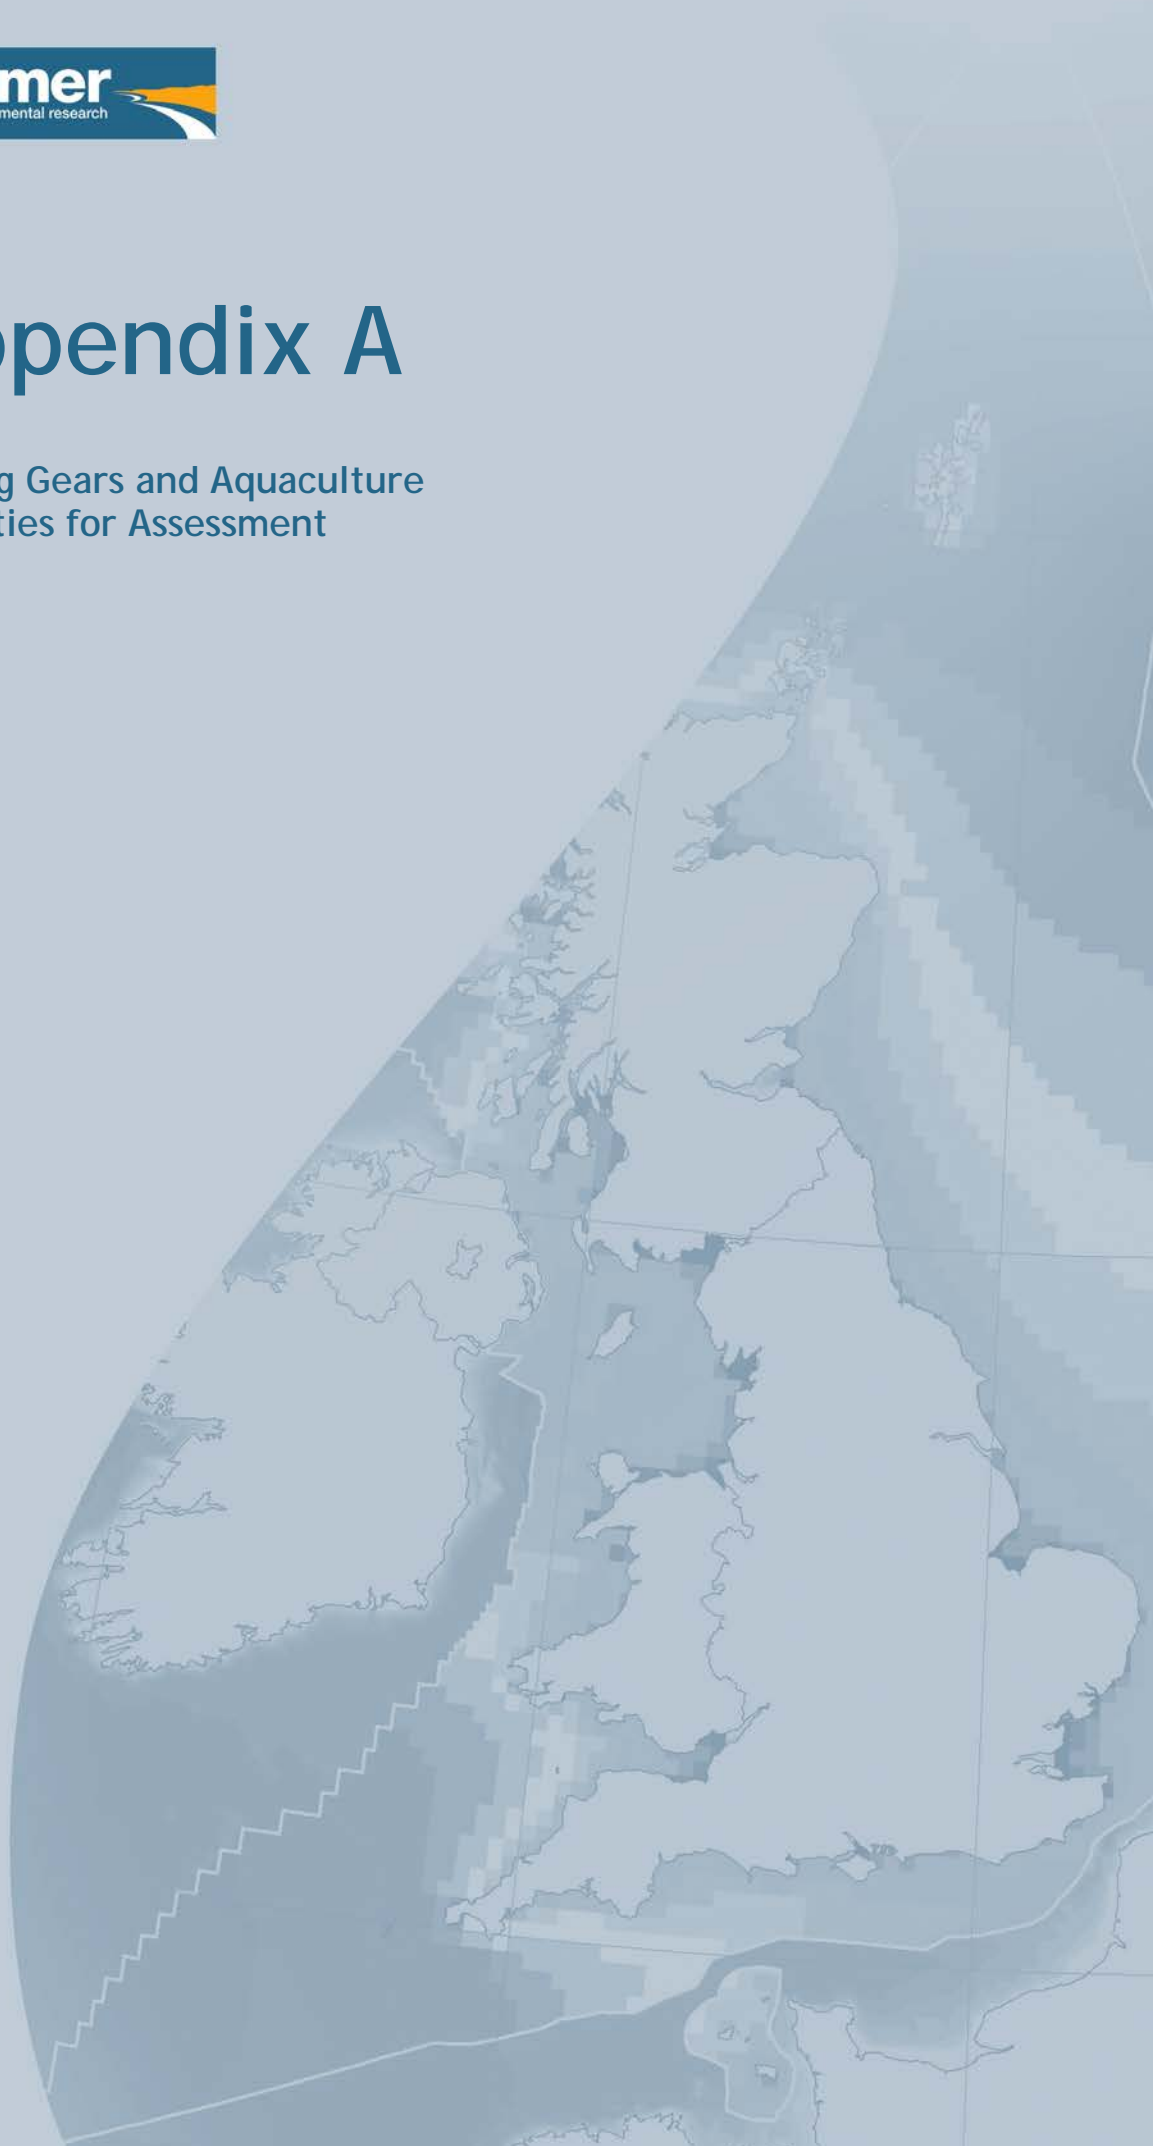 mer
mental research
ppendix A
g Gears and Aquaculture
ties for Assessment